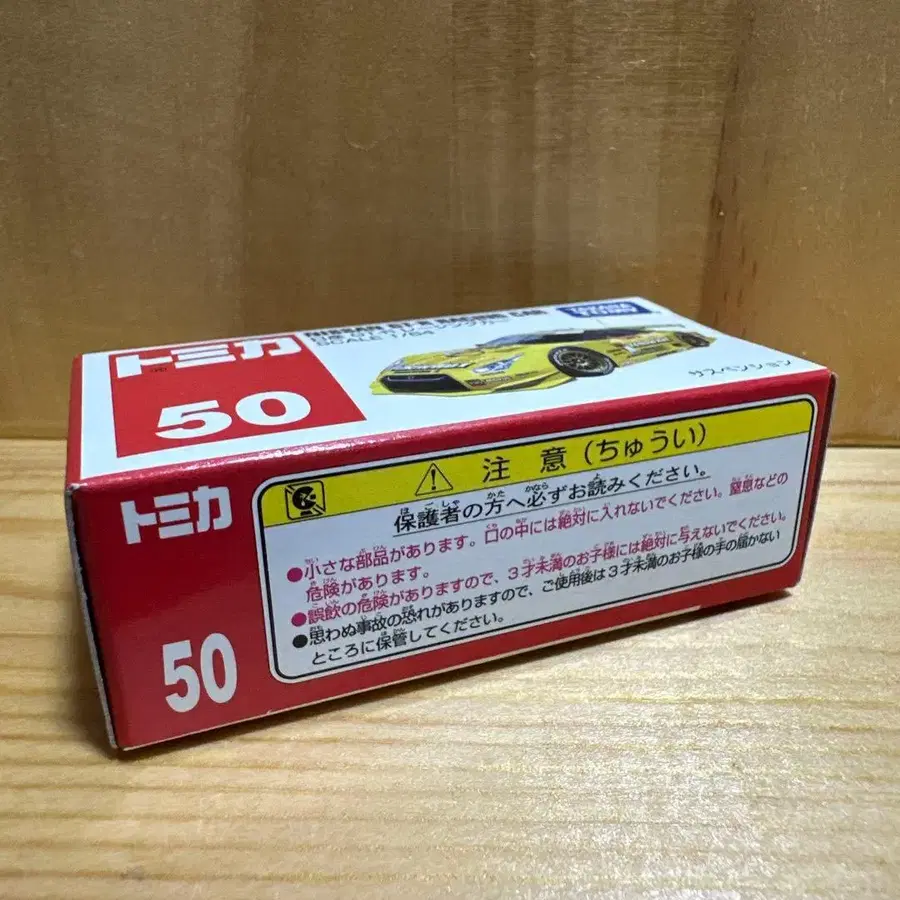 トミカ
50
NISSAN GT-R RACING CAR
SCALE 1/64
TAKARA TOMY
サスペンション
トミカ
50
注意(ちゅうい)
保護者の方へ必ずお読みください。
●小さな部品があります。口の中には絶対に入れないでください。窒息などの
危険があります。
●誤飲の危険がありますので、3才未満のお子様には絶対に与えないでください。
●思わぬ事故の恐れがありますので、ご使用後は3才未満のお子様の手の届かない
ところに保管してください。